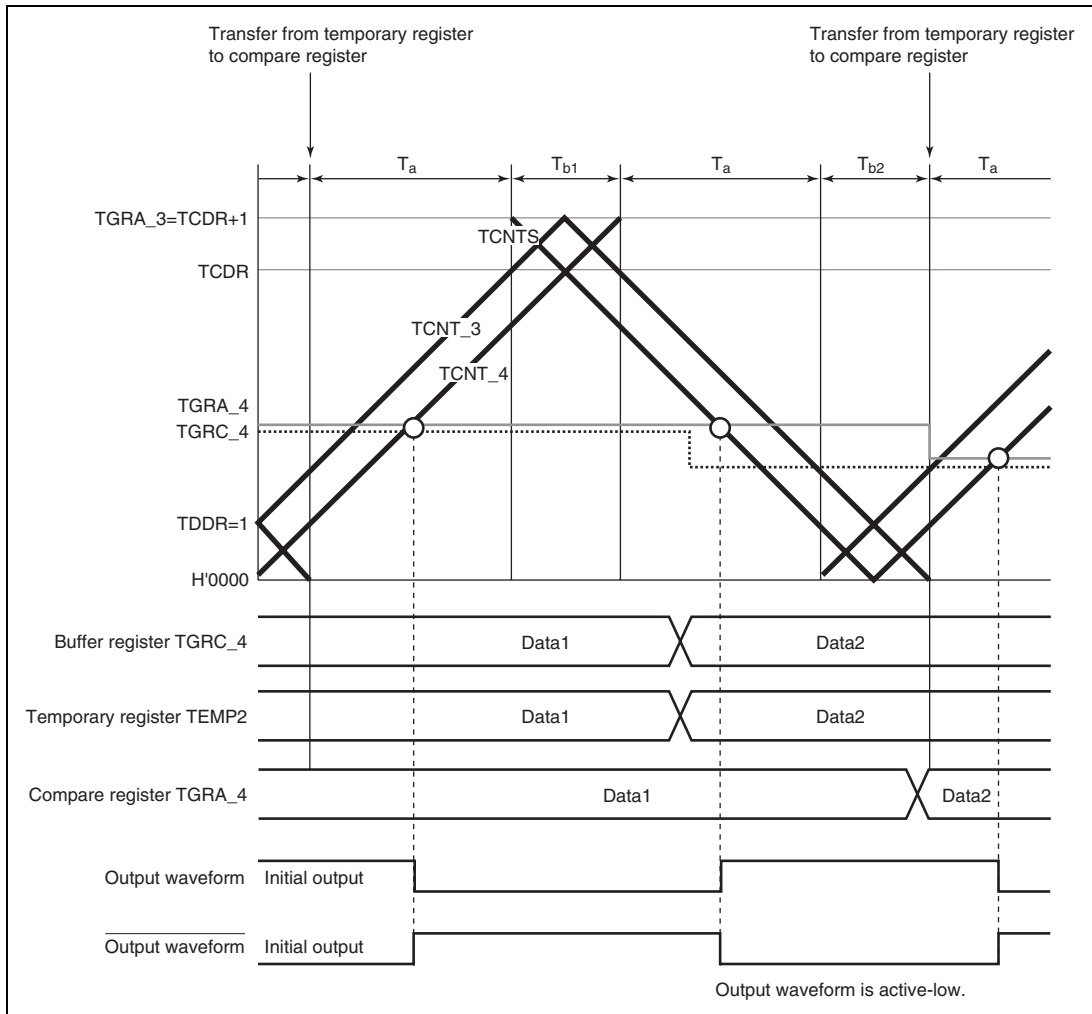 Transfer from temporary register
to compare register
Transfer from temporary register
to compare register
Ta
Tb1
Ta
Tb2
Ta
TGRA_3=TCDR+1
TCNTS
TCDR
TCNT_3
TCNT_4
TGRA_4
TGRC_4
TDDR=1
H'0000
Buffer register TGRC_4
Data1
Data2
Temporary register TEMP2
Data1
Data2
Compare register TGRA_4
Data1
Data2
Output waveform
Initial output
Output waveform
Initial output
Output waveform is active-low.